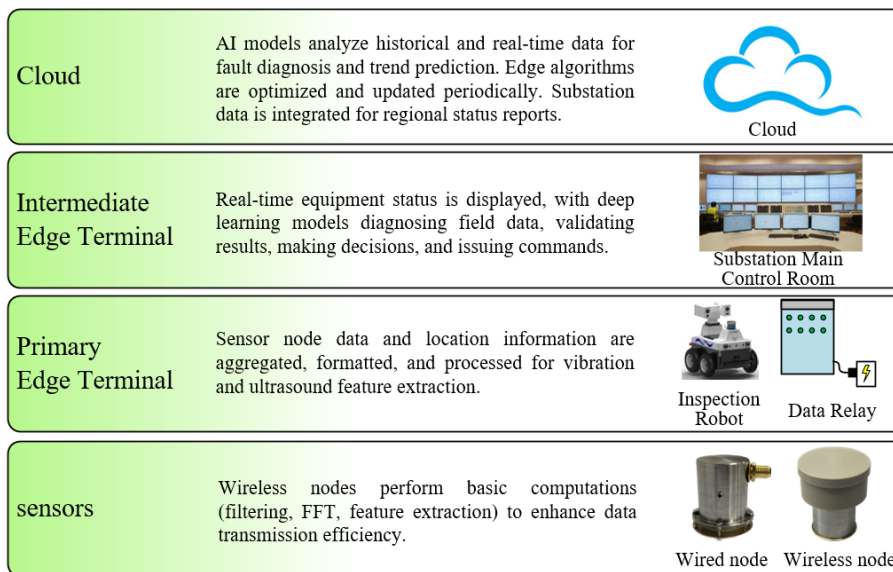 Cloud
AI models analyze historical and real-time data for
fault diagnosis and trend prediction. Edge algorithms
are optimized and updated periodically. Substation
data is integrated for regional status reports.
Cloud
Intermediate
Edge Terminal
Real-time equipment status is displayed, with deep
learning models diagnosing field data, validating
results, making decisions, and issuing commands.
Substation Main
Control Room
Primary
Edge Terminal
Sensor node data and location information are
aggregated, formatted, and processed for vibration
and ultrasound feature extraction.
Inspection
Robot
Data Relay
sensors
Wireless nodes perform basic computations
(filtering, FFT, feature extraction) to enhance data
transmission efficiency.
Wired node
Wireless node